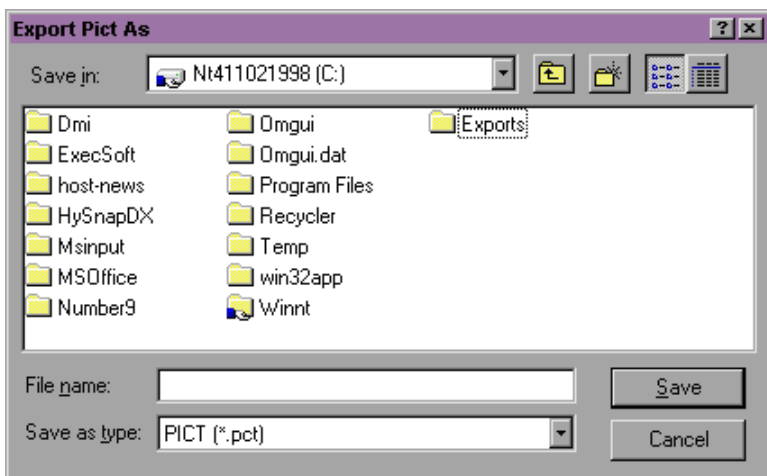 Export Pict As
Save in: Nt411021998 (C:)
Dmi Omgui Exports
ExecSoft Omgui.dat
host-news Program Files
HySnapDX Recycler
Msinput Temp
MSOffice win32app
Number9 Winnt
File name: Save
Save as type: PICT (*.pct) Cancel